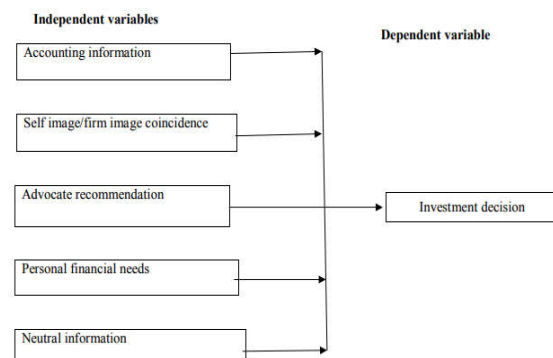 Independent variables
Dependent variable
Accounting information
Self image/firm image coincidence
Advocate recommendation
Investment decision
Personal financial needs
Neutral information